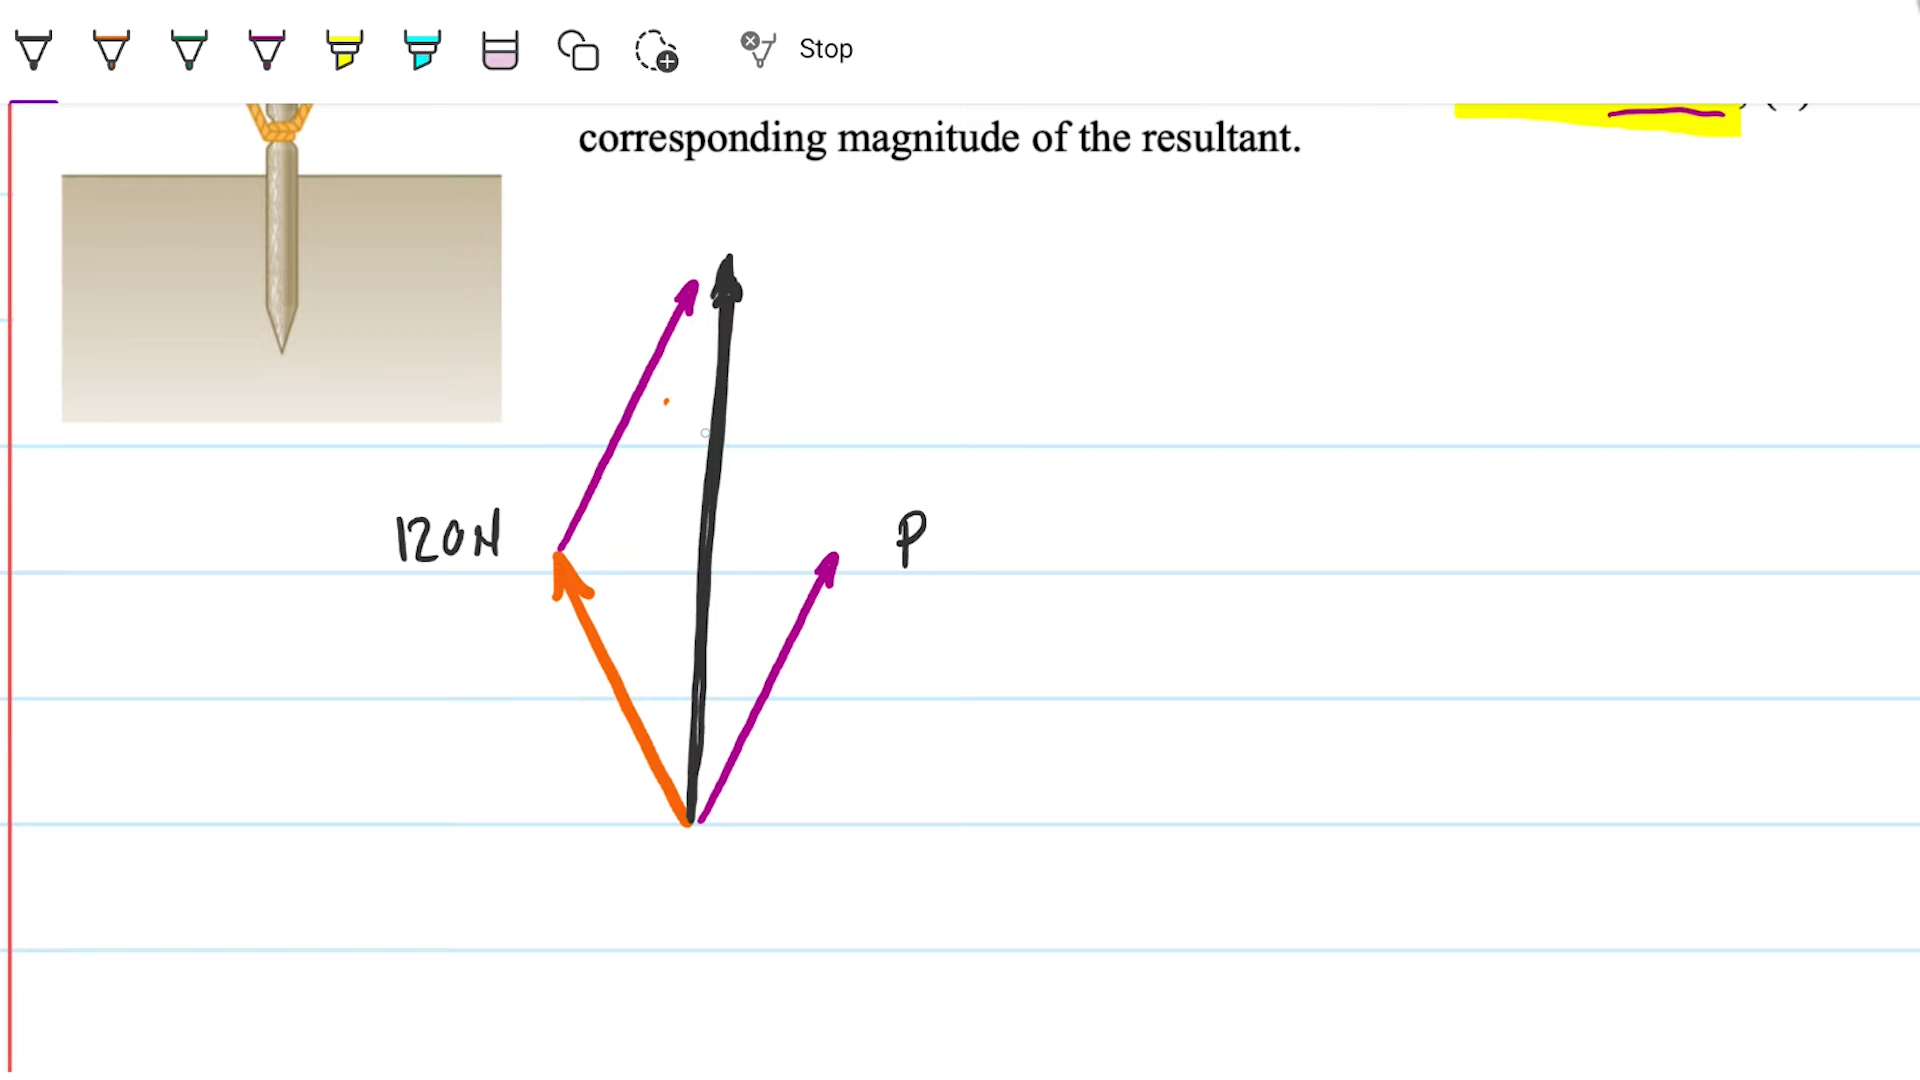 Stop
corresponding magnitude of the resultant.
120N
P